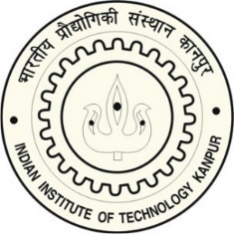 भारतीय प्रौद्योगिकी संस्थान कानपुर
INDIAN INSTITUTE OF TECHNOLOGY KANPUR